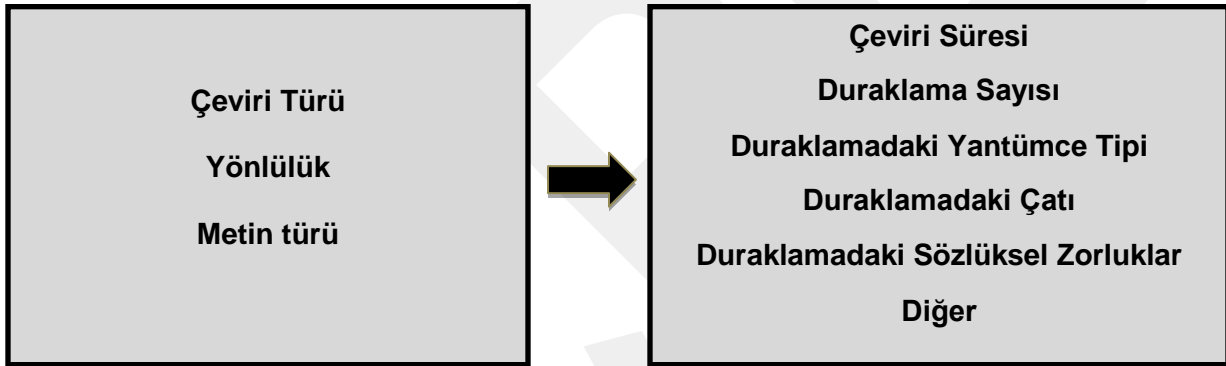 Çeviri Türü
Yönlülük
Metin türü
Çeviri Süresi
Duraklama Sayısı
Duraklamadaki Yantümce Tipi
Duraklamadaki Çatı
Duraklamadaki Sözlüksel Zorluklar
Diğer